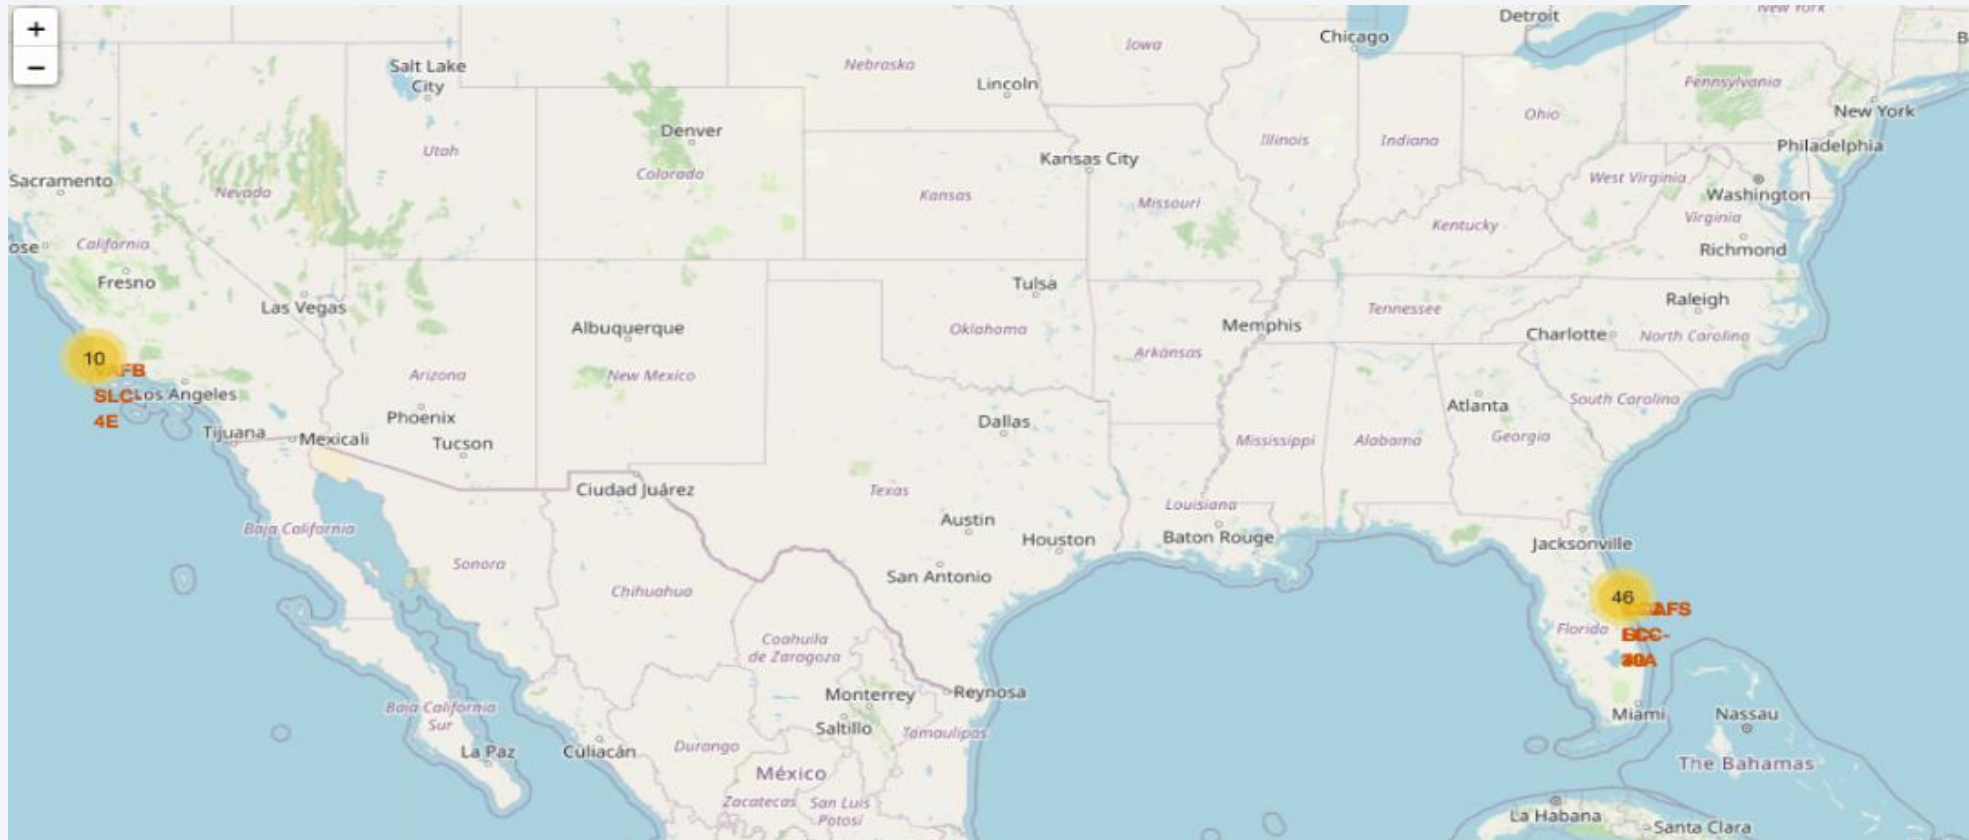 +
−
Detroit
New York
Chicago
Iowa
Salt Lake
City
Nebraska
Lincoln
Pennsylvania
New York
Ohio
Denver
Utah
Illinois
Indiana
Philadelphia
Kansas City
Colorado
Sacramento
Nevada
West Virginia
Washington
Kansas
Missouri
Kentucky
Virginia
ose
California
Richmond
Fresno
Tulsa
Las Vegas
Raleigh
Albuquerque
Oklahoma
Memphis
Tennessee
Charlotte
North Carolina
10
Arkansas
AFB
Arizona
New Mexico
SLC-
Los Angeles
South Carolina
4E
Phoenix
Dallas
Atlanta
Tijuana
Mexicali
Tucson
Mississippi
Alabama
Georgia
Ciudad Juárez
Texas
Louisiana
Baja California
Austin
Houston
Baton Rouge
Jacksonville
Sonora
San Antonio
Chihuahua
46
AFS
Florida
Coahuila
de Zaragoza
Monterrey
Reynosa
Baja California
Sur
Saltillo
Tamaulipas
Miami
Nassau
La Paz
Culiacán
Durango
The Bahamas
México
Zacatecas
San Luis
Potosí
La Habana
Santa Clara